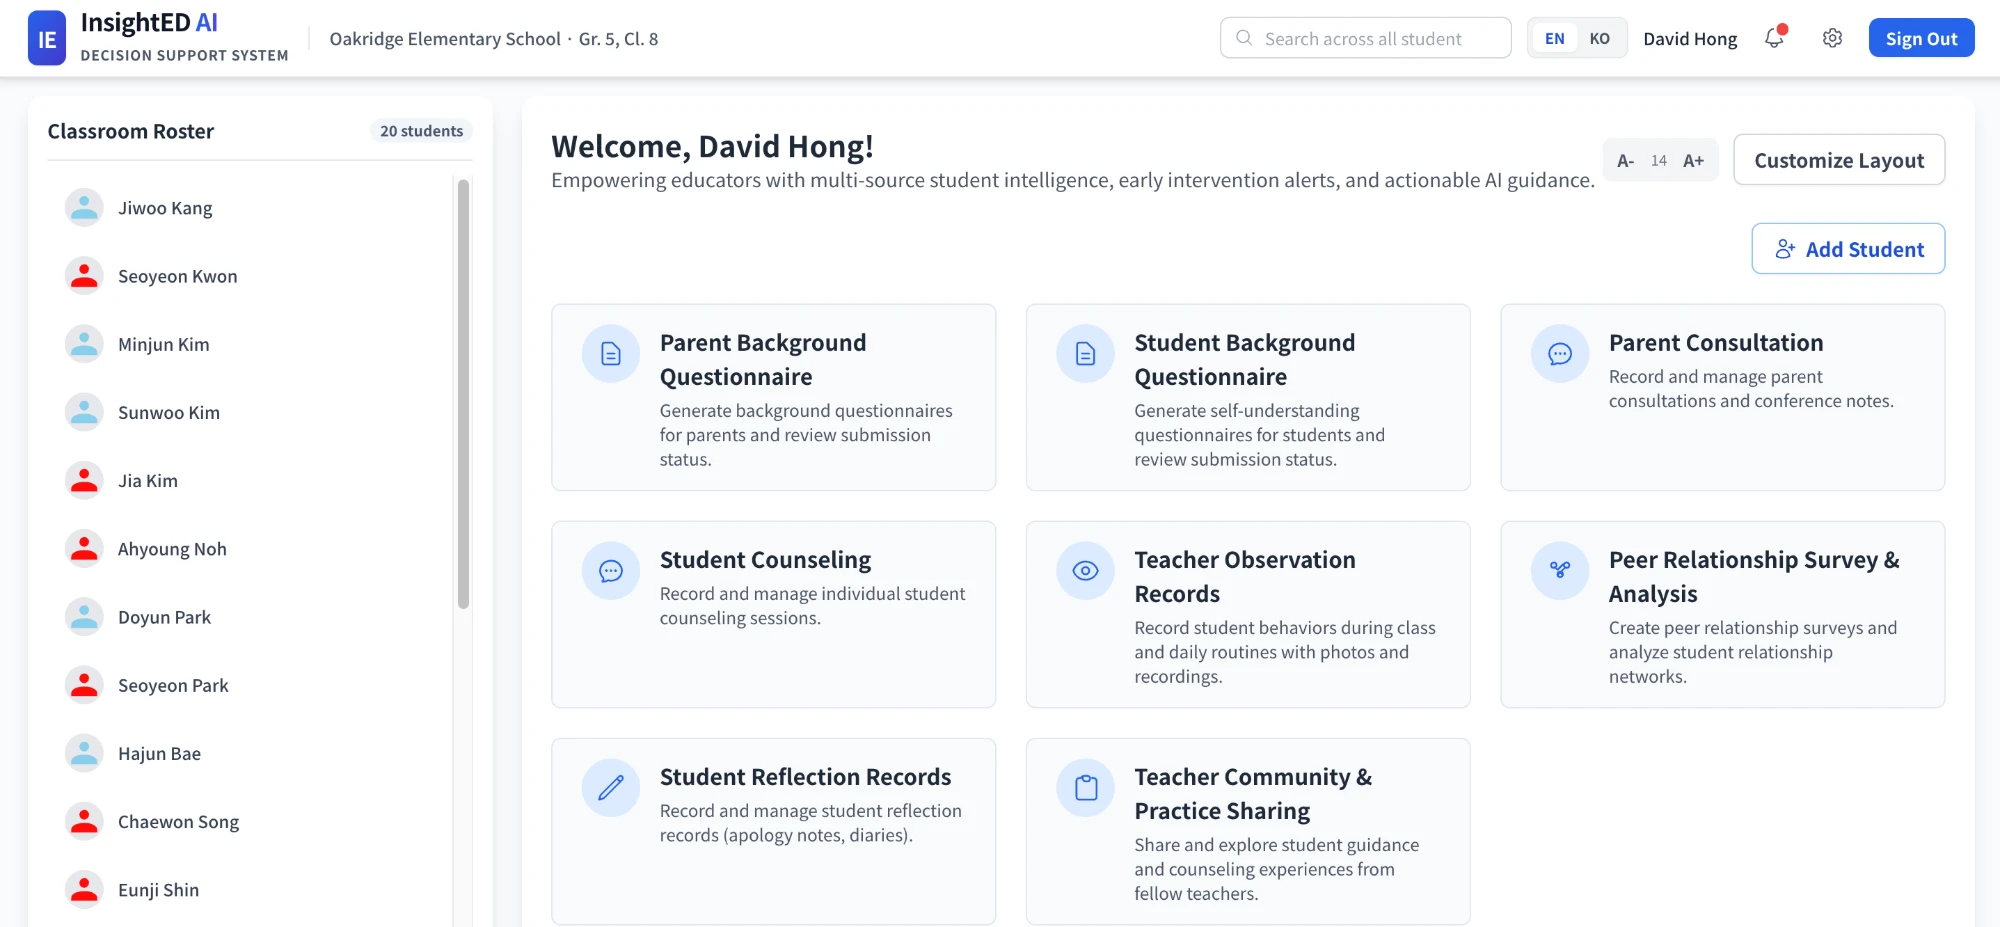 IE
InsightED AI
DECISION SUPPORT SYSTEM
Oakridge Elementary School · Gr. 5, Cl. 8
Search across all student
EN KO
David Hong
Sign Out
Classroom Roster
20 students
Jiwoo Kang
Seoyeon Kwon
Minjun Kim
Sunwoo Kim
Jia Kim
Ahyoung Noh
Doyun Park
Seoyeon Park
Hajun Bae
Chaewon Song
Eunji Shin
Welcome, David Hong!
Empowering educators with multi-source student intelligence, early intervention alerts, and actionable AI guidance.
A- 14 A+
Customize Layout
Add Student
Parent Background
Questionnaire
Generate background questionnaires
for parents and review submission
status.
Student Background
Questionnaire
Generate self-understanding
questionnaires for students and
review submission status.
Parent Consultation
Record and manage parent
consultations and conference notes.
Student Counseling
Record and manage individual student
counseling sessions.
Teacher Observation
Records
Record student behaviors during class
and daily routines with photos and
recordings.
Peer Relationship Survey &
Analysis
Create peer relationship surveys and
analyze student relationship
networks.
Student Reflection Records
Record and manage student reflection
records (apology notes, diaries).
Teacher Community &
Practice Sharing
Share and explore student guidance
and counseling experiences from
fellow teachers.